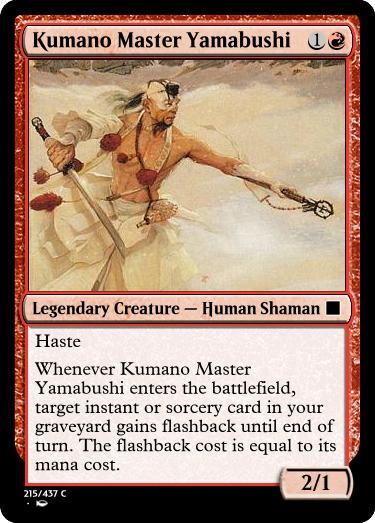 Kumano Master Yamabushi 1
Legendary Creature — Human Shaman
Haste
Whenever Kumano Master
Yamabushi enters the battlefield,
target instant or sorcery card in your
graveyard gains flashback until end of
turn. The flashback cost is equal to its
mana cost.
2/1
215/437 C